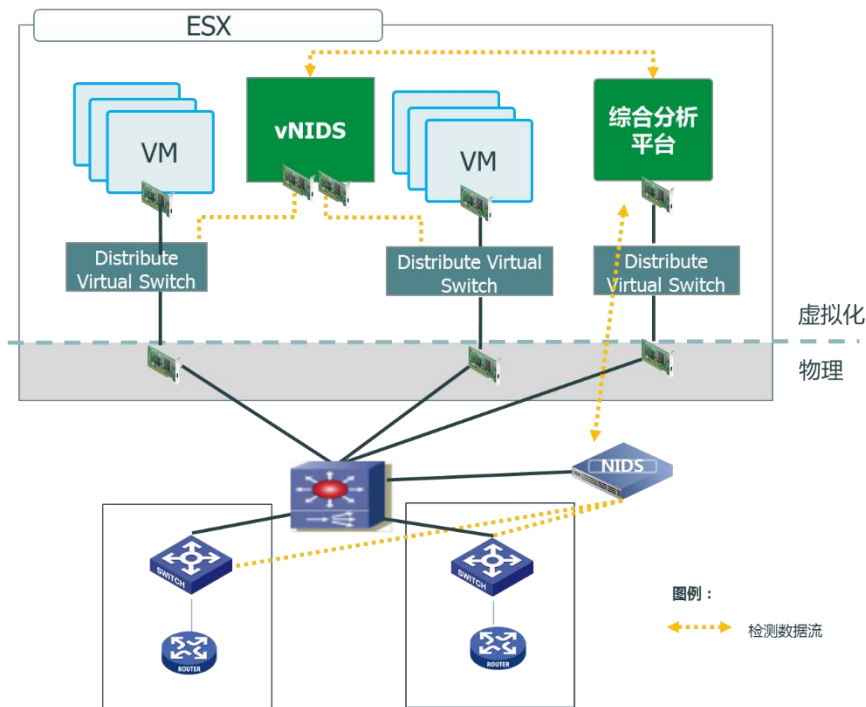 ESX
VM
vNIDS
VM
综合分析
平台
Distribute
Virtual Switch
Distribute Virtual
Switch
Distribute
Virtual Switch
虚拟化
物理
NIDS
SWITCH
SWITCH
ROUTER
ROUTER
图例：
检测数据流